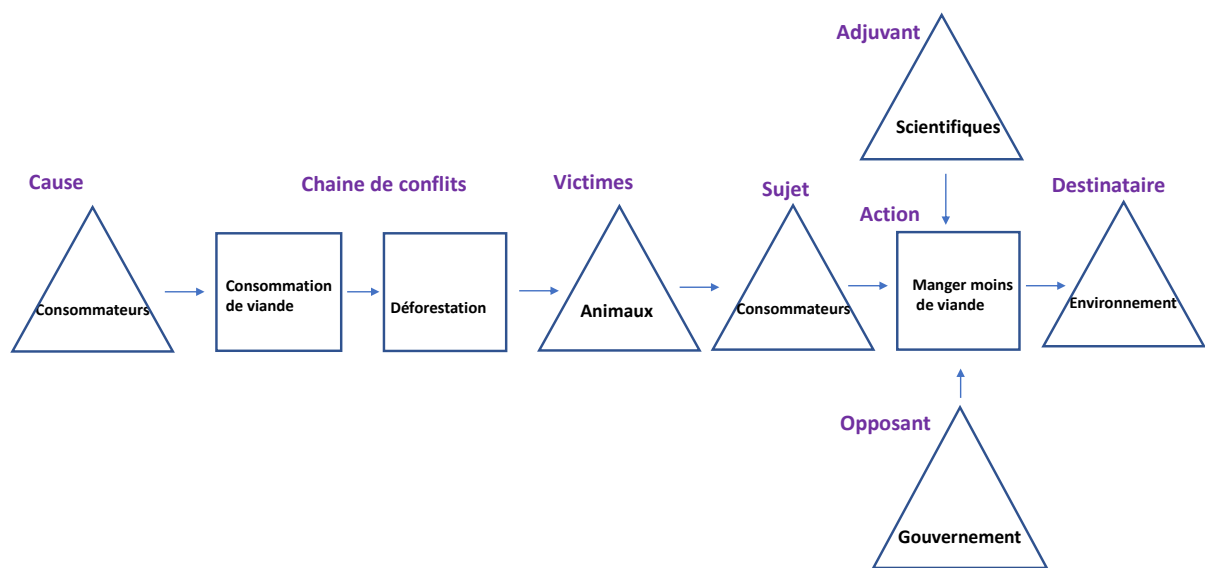 Adjuvant
Scientifiques
Cause
Chaine de conflits
Victimes
Sujet
Action
Destinataire
Consommateurs
Consommation
de viande
Déforestation
Animaux
Consommateurs
Manger moins
de viande
Environnement
Opposant
Gouvernement